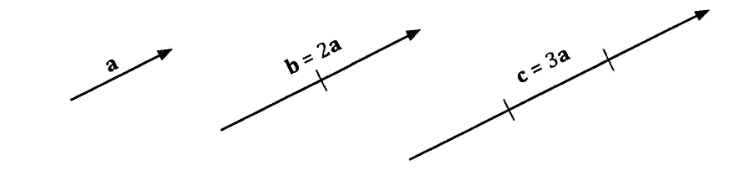 a
b = 2a
c = 3a